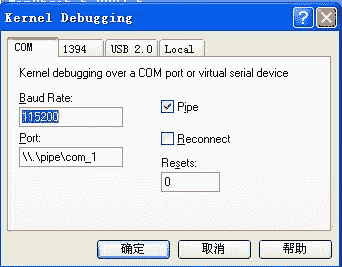 Kernel Debugging
COM
1394
USB 2.0
Local
Kernel debugging over a COM port or virtual serial device
Baud Rate:
115200
Pipe
Port:
\\.\pipe\com_1
Reconnect
Resets:
0
确定
取消
帮助